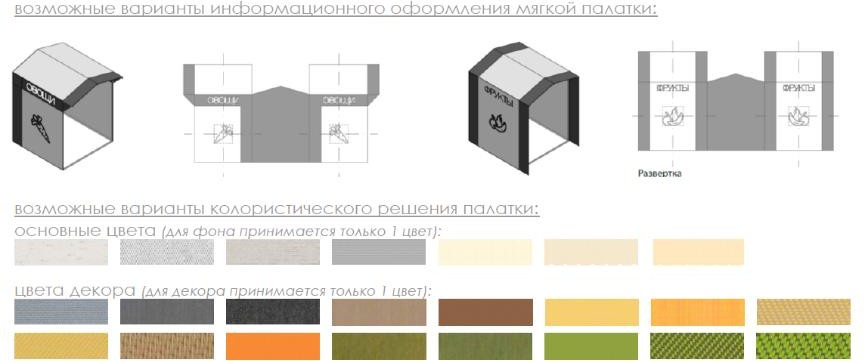 возможные варианты информационного оформления мягкой палатки:
ОВОЩИ
ОВОЩИ
ОВОЩИ
ФРУКТЫ
ФРУКТЫ
ФРУКТЫ
Развертка
возможные варианты колористического решения палатки:
основные цвета (для фона принимается только 1 цвет):
цвета декора (для декора принимается только 1 цвет):